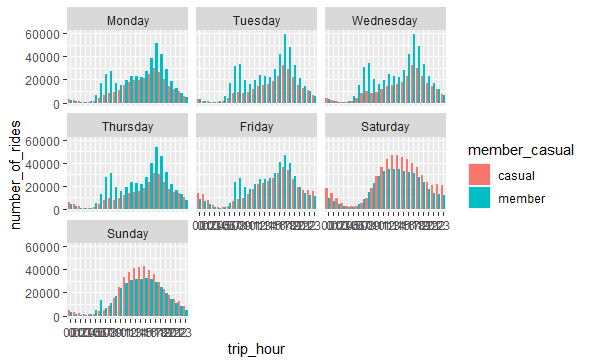 Monday
Tuesday
Wednesday
60000
40000
20000
0
Thursday
Friday
Saturday
member_casual
casual
member
number_of_rides
60000
40000
20000
0
Sunday
60000
40000
20000
0
trip_hour